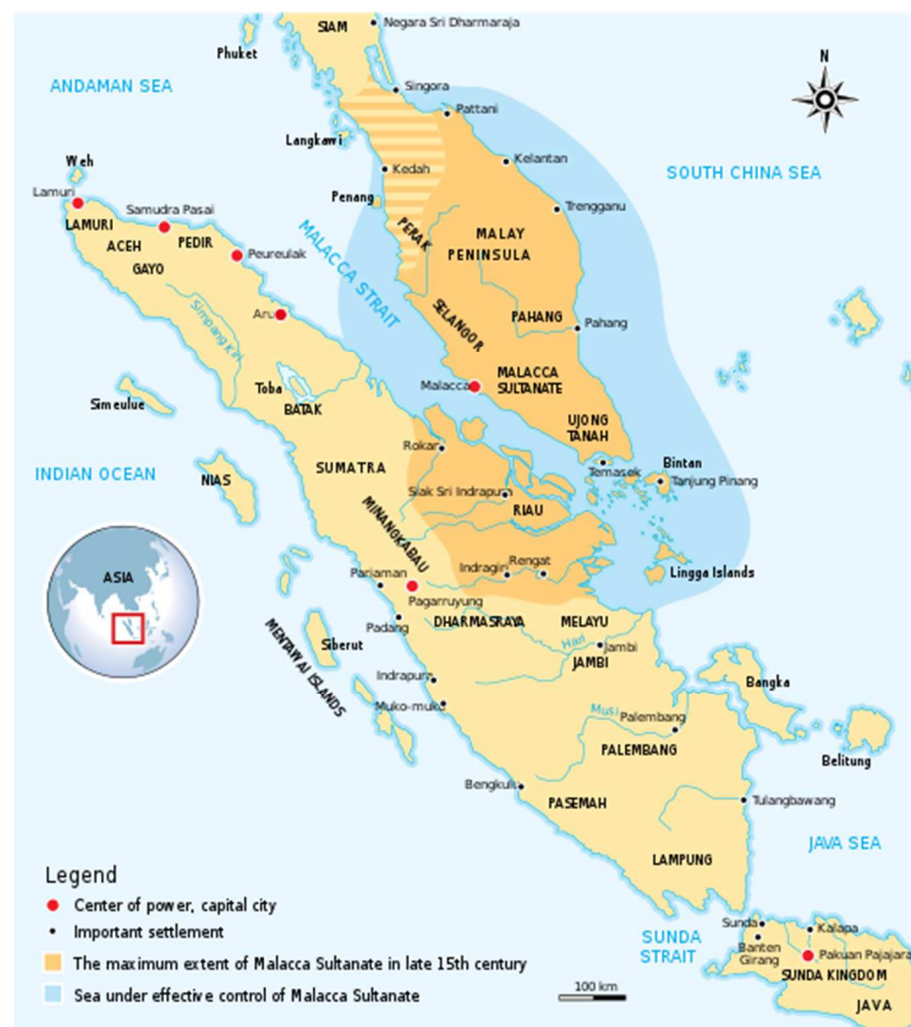 SIAM
Negara Sri Dharmaraja
Phuket
N
ANDAMAN SEA
Singora
Pattani
Langkawi
Kelantan
Weh
Kedah
SOUTH CHINA SEA
Lamuri
Penang
Samudra Pasai
Trengganu
LAMURI
ACEH
PEDIR
PERAK
MALAY
PENINSULA
MALACCA STRAIT
Peureulak
GAYO
Simpang Kiri
Aru
SELANGOR
PAHANG
Pahang
Malacca
MALACCA
SULTANATE
Toba
BATAK
Simeulue
UJONG
TANAH
Rokan
INDIAN OCEAN
SUMATRA
Temasek
Bintan
Tanjung Pinang
NIAS
Siak Sri Indrapura
RIAU
MINANGKABAU
ASIA
Pariaman
Indragiri
Rengat
Lingga Islands
Pagarruyung
Padang
DHARMASRAYA
MELAYU
Siberut
MENTAWAI ISLANDS
Hari
Jambi
JAMBI
Indrapura
Bangka
Muko-muko
Musi
Palembang
PALEMBANG
Belitung
Bengkulu
PASEMAH
Tulangbawang
JAVA SEA
LAMPUNG
Legend
Center of power, capital city
Important settlement
The maximum extent of Malacca Sultanate in late 15th century
Sea under effective control of Malacca Sultanate
100 km
SUNDA
STRAIT
Sunda
Kalapa
Banten
Girang
Pakuan Pajajara
SUNDA KINGDOM
JAVA